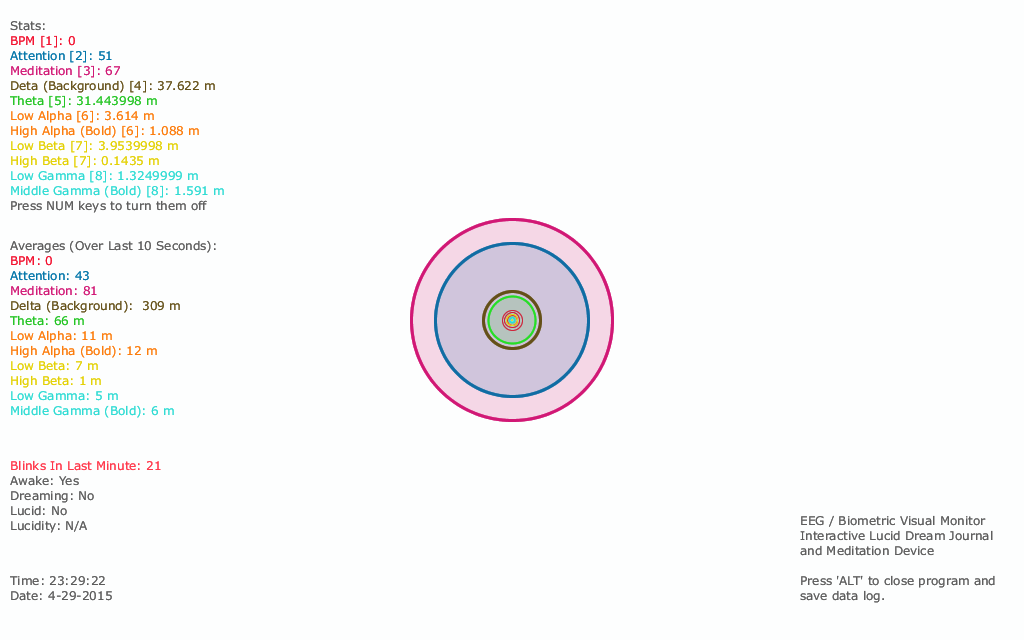 Stats:
BPM [1]: 0
Attention [2]: 51
Meditation [3]: 67
Deta (Background) [4]: 37.622 m
Theta [5]: 31.443998 m
Low Alpha [6]: 3.614 m
High Alpha (Bold) [6]: 1.088 m
Low Beta [7]: 3.9539998 m
High Beta [7]: 0.1435 m
Low Gamma [8]: 1.3249999 m
Middle Gamma (Bold) [8]: 1.591 m
Press NUM keys to turn them off
Averages (Over Last 10 Seconds):
BPM: 0
Attention: 43
Meditation: 81
Delta (Background):  309 m
Theta: 66 m
Low Alpha: 11 m
High Alpha (Bold): 12 m
Low Beta: 7 m
High Beta: 1 m
Low Gamma: 5 m
Middle Gamma (Bold): 6 m
Blinks In Last Minute: 21
Awake: Yes
Dreaming: No
Lucid: No
Lucidity: N/A
Time: 23:29:22
Date: 4-29-2015
EEG / Biometric Visual Monitor
Interactive Lucid Dream Journal
and Meditation Device
Press 'ALT' to close program and
save data log.